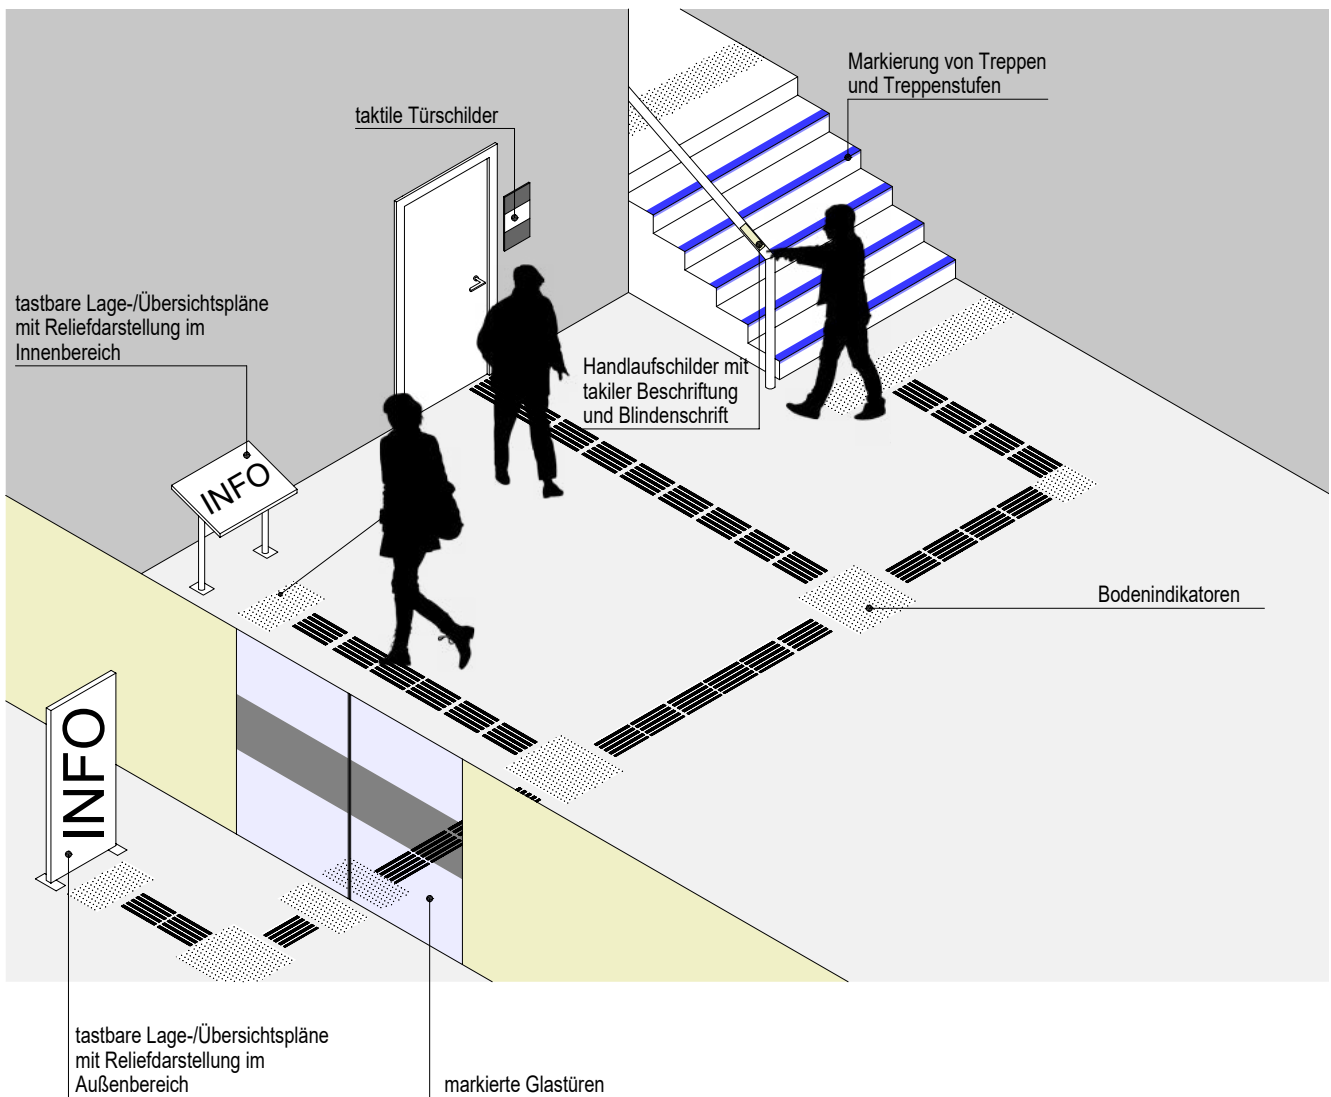 Markierung von Treppen
und Treppenstufen
taktile Türschilder
tastbare Lage-/Übersichtspläne
mit Reliefdarstellung im
Innenbereich
Handlaufschilder mit
takiler Beschriftung
und Blindenschrift
INFO
Bodenindikatoren
INFO
tastbare Lage-/Übersichtspläne
mit Reliefdarstellung im
Außenbereich
markierte Glastüren